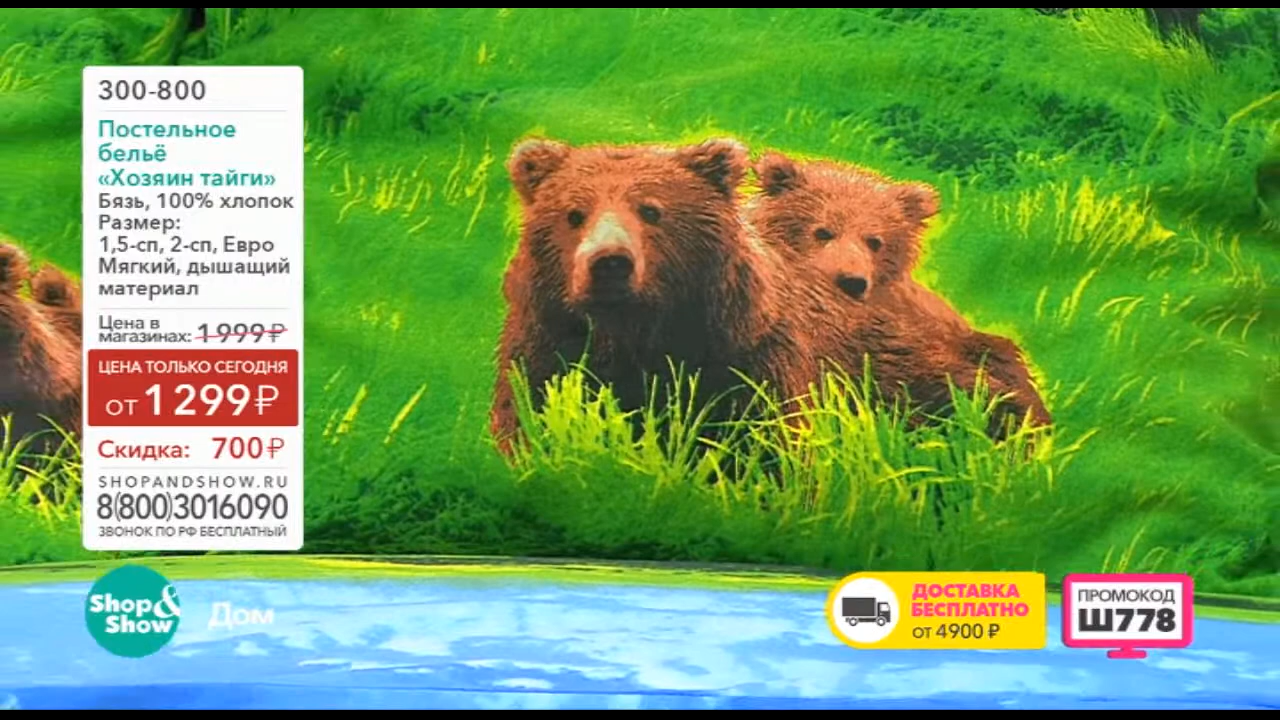 300-800
Постельное
бельё
«Хозяин тайги»
Бязь, 100% хлопок
Размер:
1,5-сп, 2-сп, Евро
Мягкий, дышащий
материал
Цена в
магазинах: 1 999 ₽
ЦЕНА ТОЛЬКО СЕГОДНЯ
от 1 299 ₽
Скидка: 700 ₽
SHOPANDSHOW.RU
8(800)3016090
ЗВОНОК ПО РФ БЕСПЛАТНЫЙ
Shop&
Show
Дом
ДОСТАВКА
БЕСПЛАТНО
от 4900 ₽
ПРОМОКОД
Ш778